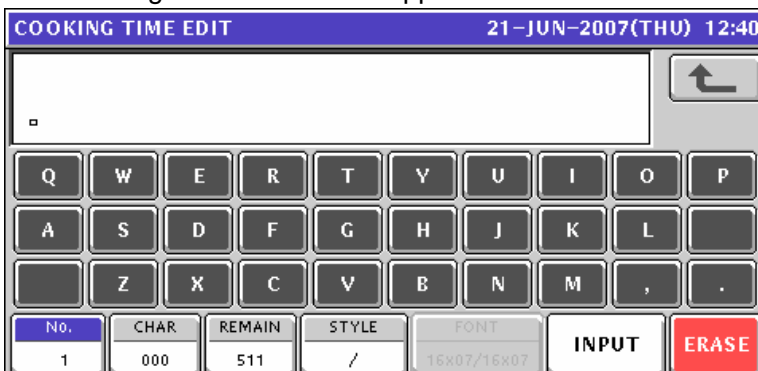 COOKING TIME EDIT 21-JUN-2007(THU) 12:40
Q W E R T Y U I O P
A S D F G H J K L
Z X C V B N M , .
No. CHAR REMAIN STYLE FONT INPUT ERASE
1 000 511 / 16x07/16x07